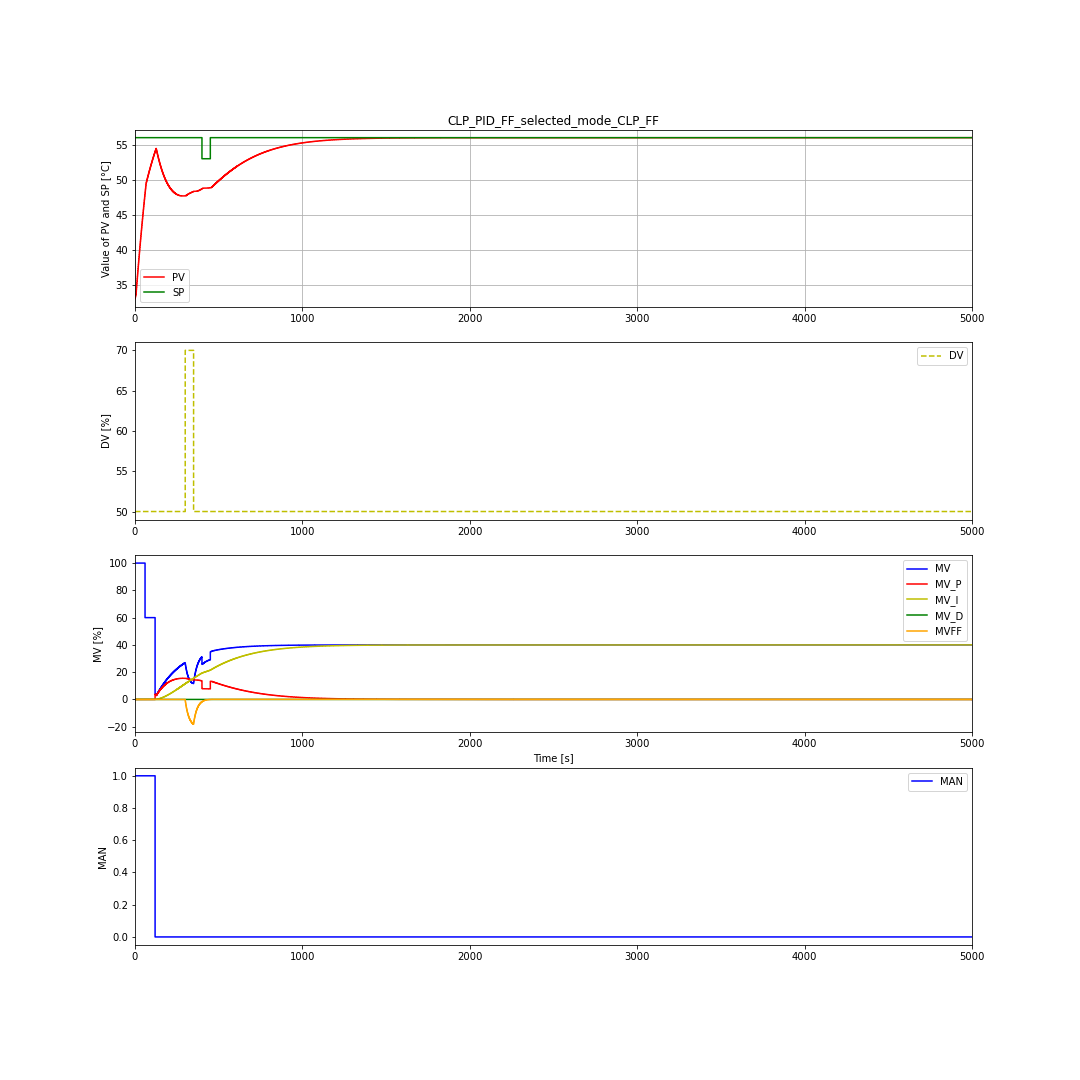 CLP_PID_FF_selected_mode_CLP_FF
Value of PV and SP [°C]
55
50
45
40
35
PV
SP
0 1000 2000 3000 4000 5000
DV [%]
70
65
60
55
50
DV
0 1000 2000 3000 4000 5000
MV [%]
100
80
60
40
20
0
−20
MV
MV_P
MV_I
MV_D
MVFF
0 1000 2000 3000 4000 5000
Time [s]
MAN
1.0
0.8
0.6
0.4
0.2
0.0
MAN
0 1000 2000 3000 4000 5000